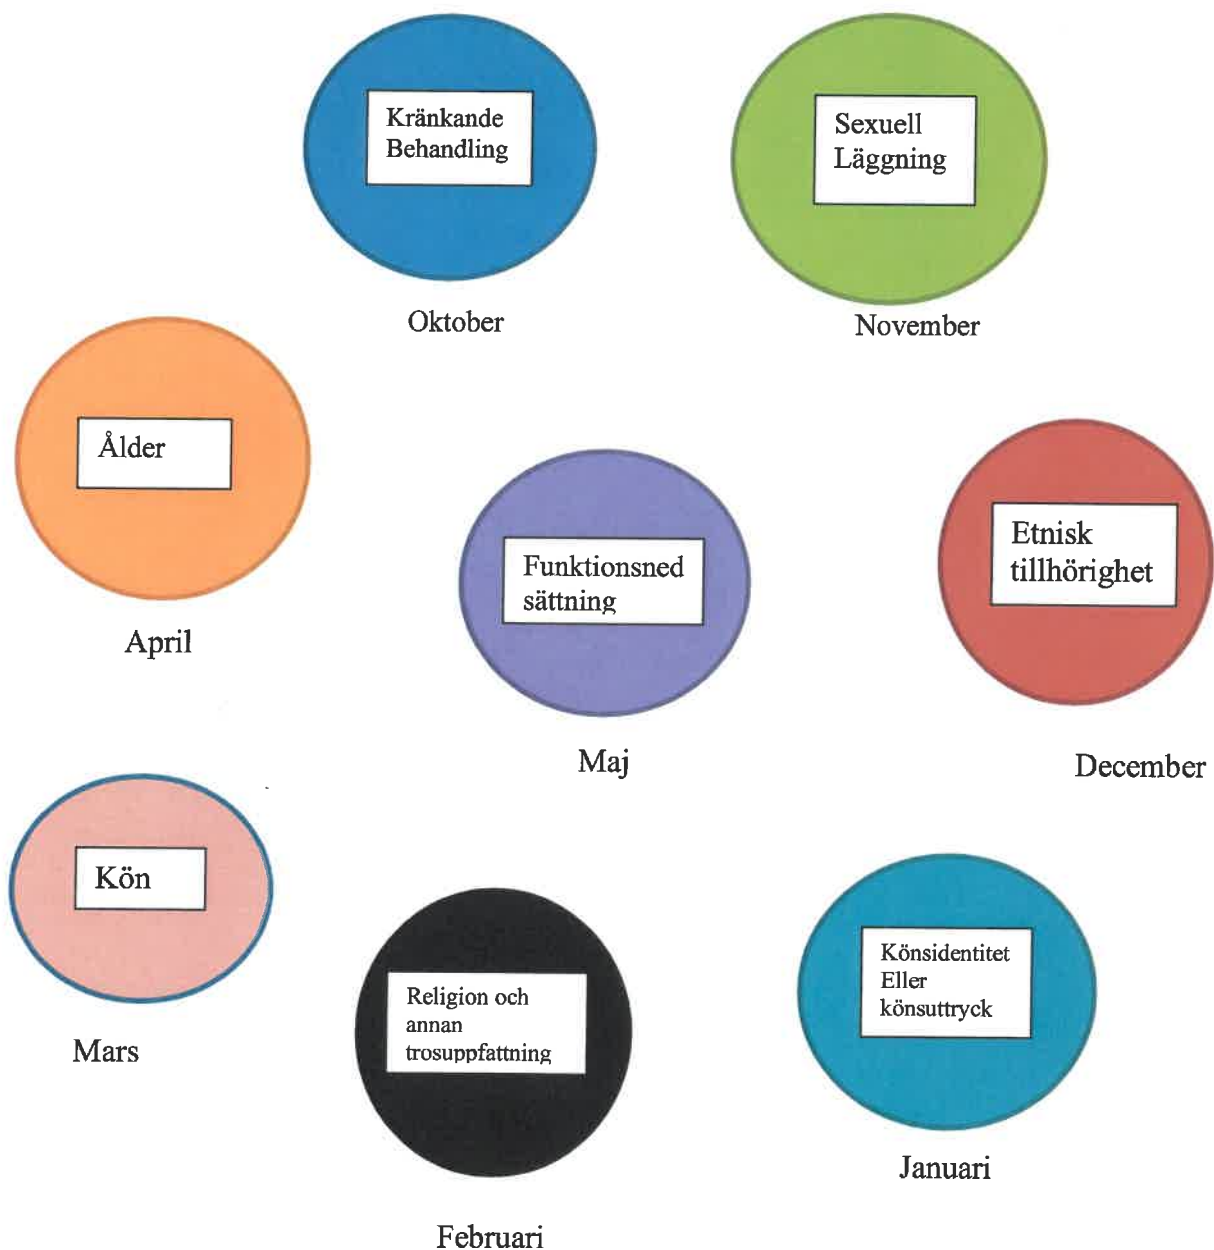 Kränkande
Behandling
Oktober
Sexuell
Läggning
November
Ålder
April
Funktionsned
sättning
Maj
Etnisk
tillhörighet
December
Kön
Mars
Religion och
annan
trosuppfattning
Februari
Könsidentitet
Eller
könsuttryck
Januari